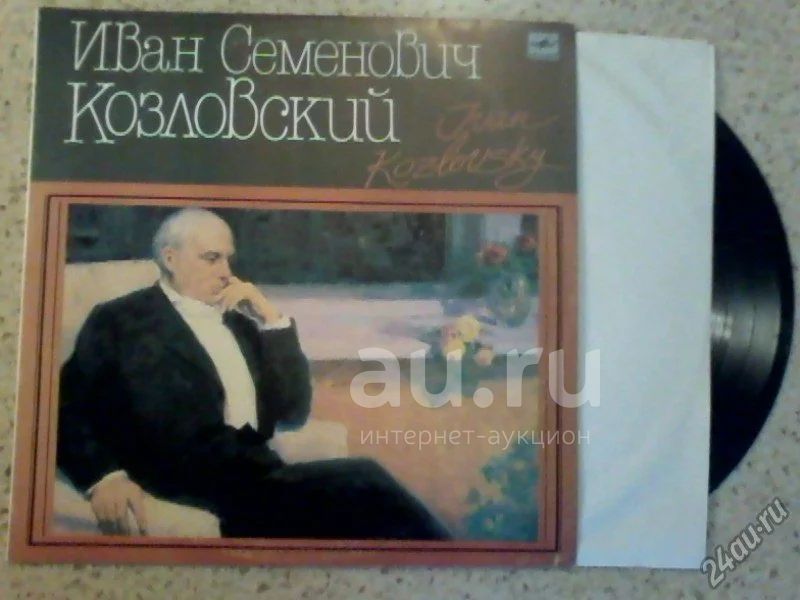 Иван Семенович
Козловский
Ivan
Kozlovsky
au.ru
интернет-аукцион
24au.ru